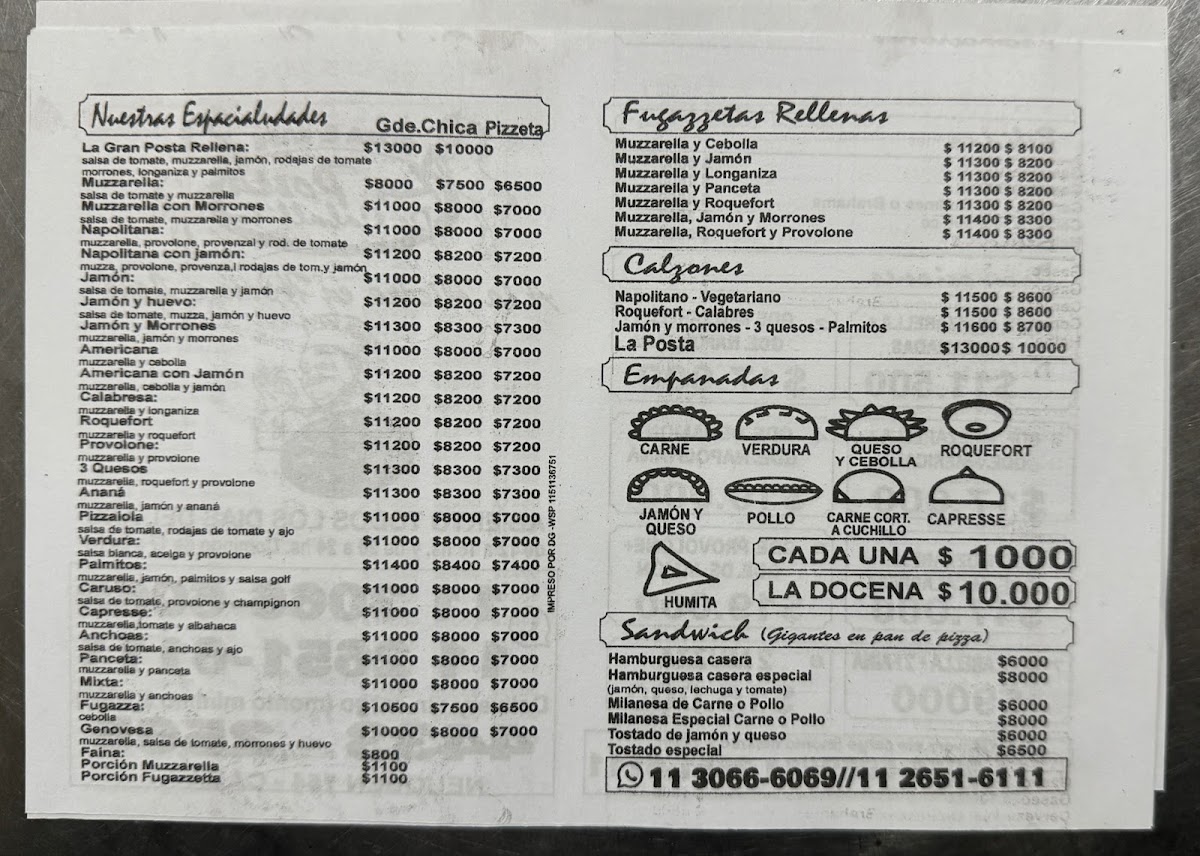 Nuestras Espacialudades
Gde. Chica Pizzeta
La Gran Posta Rellena: $13000 $10000
salsa de tomate, muzzarella, jamón, rodajas de tomate
morrones, longaniza y palmitos
Muzzarella: $8000 $7500 $6500
salsa de tomate y muzzarella
Muzzarella con Morrones $11000 $8000 $7000
salsa de tomate, muzzarella y morrones
Napolitana: $11000 $8000 $7000
muzzarella, provolone, provenzal y rod. de tomate
Napolitana con jamón: $11200 $8200 $7200
muzza, provolone, provenza,l rodajas de tom.y jamón
Jamón: $11000 $8000 $7000
salsa de tomate, muzzarella y jamón
Jamón y huevo: $11200 $8200 $7200
salsa de tomate, muzza, jamón y huevo
Jamón y Morrones $11300 $8300 $7300
muzzarella, jamón y morrones
Americana $11000 $8000 $7000
muzzarella y cebolla
Americana con Jamón $11200 $8200 $7200
muzzarella, cebolla y jamón
Calabresa: $11200 $8200 $7200
muzzarella y longaniza
Roquefort $11200 $8200 $7200
muzzarella y roquefort
Provolone: $11200 $8200 $7200
muzzarella y provolone
3 Quesos $11300 $8300 $7300
muzzarella, roquefort y provolone
Ananá $11300 $8300 $7300
muzzarella, jamón y ananá
Pizzaiola $11000 $8000 $7000
salsa de tomate, rodajas de tomate y ajo
Verdura: $11000 $8000 $7000
salsa blanca, acelga y provolone
Palmitos: $11400 $8400 $7400
muzzarella, jamón, palmitos y salsa golf
Caruso: $11000 $8000 $7000
salsa de tomate, provolone y champignon
Capresse: $11000 $8000 $7000
muzzarella,tomate y albahaca
Anchoas: $11000 $8000 $7000
salsa de tomate, anchoas y ajo
Panceta: $11000 $8000 $7000
muzzarella y panceta
Mixta: $11000 $8000 $7000
muzzarella y anchoas
Fugazza: $10500 $7500 $6500
cebolla
Genovesa $10000 $8000 $7000
muzzarella, salsa de tomate, morrones y huevo
Faina: $800
Porción Muzzarella $1100
Porción Fugazzetta $1100
IMPRESO POR DG -WSP 1151136751
Fugazzetas Rellenas
Muzzarella y Cebolla $ 11200 $ 8100
Muzzarella y Jamón $ 11300 $ 8200
Muzzarella y Longaniza $ 11300 $ 8200
Muzzarella y Panceta $ 11300 $ 8200
Muzzarella y Roquefort $ 11300 $ 8200
Muzzarella, Jamón y Morrones $ 11400 $ 8300
Muzzarella, Roquefort y Provolone $ 11400 $ 8300
Calzones
Napolitano - Vegetariano $ 11500 $ 8600
Roquefort - Calabres $ 11500 $ 8600
Jamón y morrones - 3 quesos - Palmitos $ 11600 $ 8700
La Posta $13000$ 10000
Empanadas
CARNE VERDURA QUESO Y CEBOLLA ROQUEFORT
JAMÓN Y QUESO POLLO CARNE CORT. A CUCHILLO CAPRESSE
HUMITA
CADA UNA $ 1000
LA DOCENA $ 10.000
Sandwich (Gigantes en pan de pizza)
Hamburguesa casera $6000
Hamburguesa casera especial $8000
(jamón, queso, lechuga y tomate)
Milanesa de Carne o Pollo $6000
Milanesa Especial Carne o Pollo $8000
Tostado de jamón y queso $6000
Tostado especial $6500
11 3066-6069//11 2651-6111